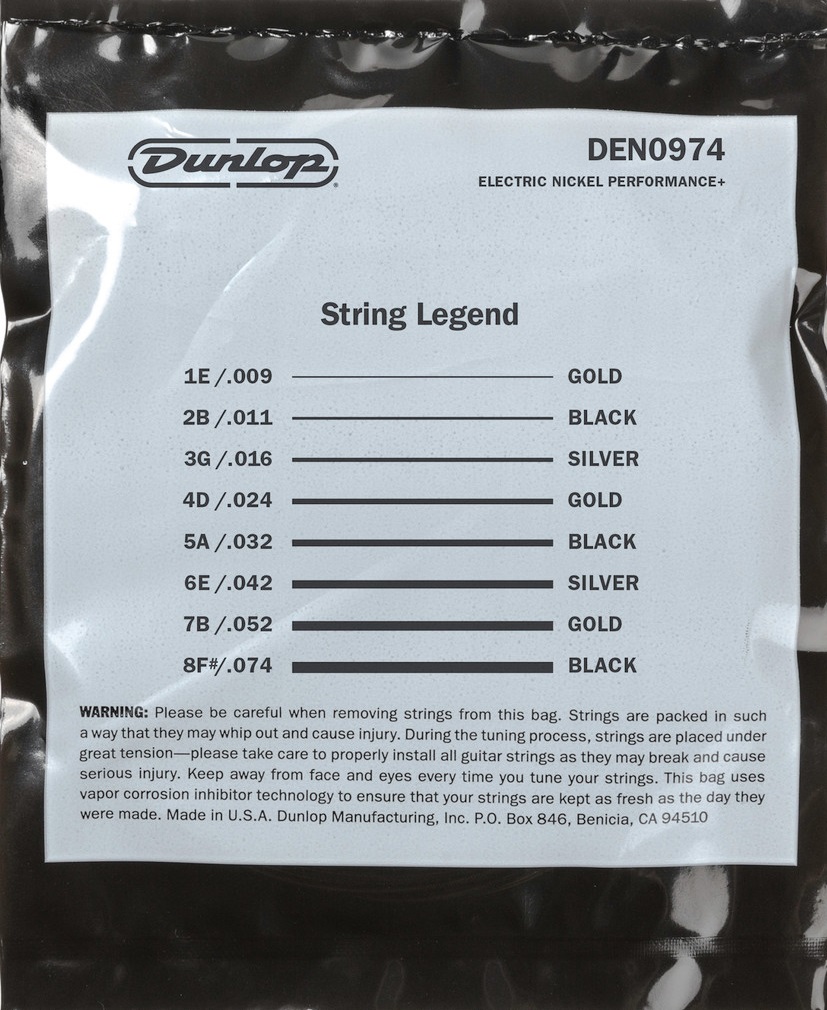 Dunlop®
DEN0974
ELECTRIC NICKEL PERFORMANCE+
String Legend
1E/.009 GOLD
2B/.011 BLACK
3G/.016 SILVER
4D/.024 GOLD
5A/.032 BLACK
6E/.042 SILVER
7B/.052 GOLD
8F#/.074 BLACK
WARNING: Please be careful when removing strings from this bag. Strings are packed in such
a way that they may whip out and cause injury. During the tuning process, strings are placed under
great tension—please take care to properly install all guitar strings as they may break and cause
serious injury. Keep away from face and eyes every time you tune your strings. This bag uses
vapor corrosion inhibitor technology to ensure that your strings are kept as fresh as the day they
were made. Made in U.S.A. Dunlop Manufacturing, Inc. P.O. Box 846, Benicia, CA 94510